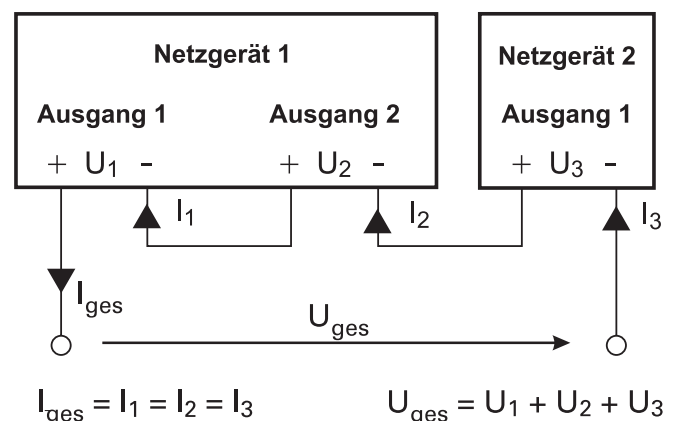 Netzgerät 1 Netzgerät 2
Ausgang 1 Ausgang 2 Ausgang 1
+ U1 - + U2 - + U3 -
I1 I2 I3
Iges
Uges
Iges = I1 = I2 = I3 Uges = U1 + U2 + U3